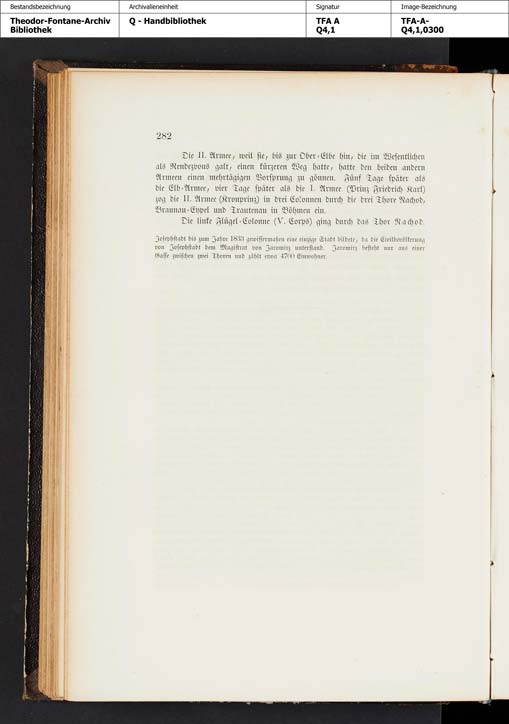 Bestandsbezeichnung Archivalieneinheit Signatur Image-Bezeichnung
Theodor-Fontane-Archiv Q - Handbibliothek TFA A TFA-A-
Bibliothek Q4,1 Q4,1,0300
282
Die II. Armee, weil sie, bis zur Ober-Elbe hin, die im Wesentlichen
als Rendezvous galt, einen kürzeren Weg hatte, hatte den beiden andern
Armeen einen mehrtägigen Vorsprung zu gönnen. Fünf Tage später als
die Elb-Armee, vier Tage später als die I. Armee (Prinz Friedrich Karl)
zog die II. Armee (Kronprinz) in drei Colonnen durch die drei Thore Nachod,
Braunau-Eypel und Trautenau in Böhmen ein.
Die linke Flügel-Colonne (V. Corps) ging durch das Thor Nachod.
Josephstadt bis zum Jahre 1833 gewissermaßen eine einzige Stadt bildete, da die Civilbevölkerung
von Josephstadt dem Magistrat von Jaromirz unterstand. Jaromirz besteht nur aus einer
Gasse zwischen zwei Thoren und zählt etwa 4700 Einwohner.